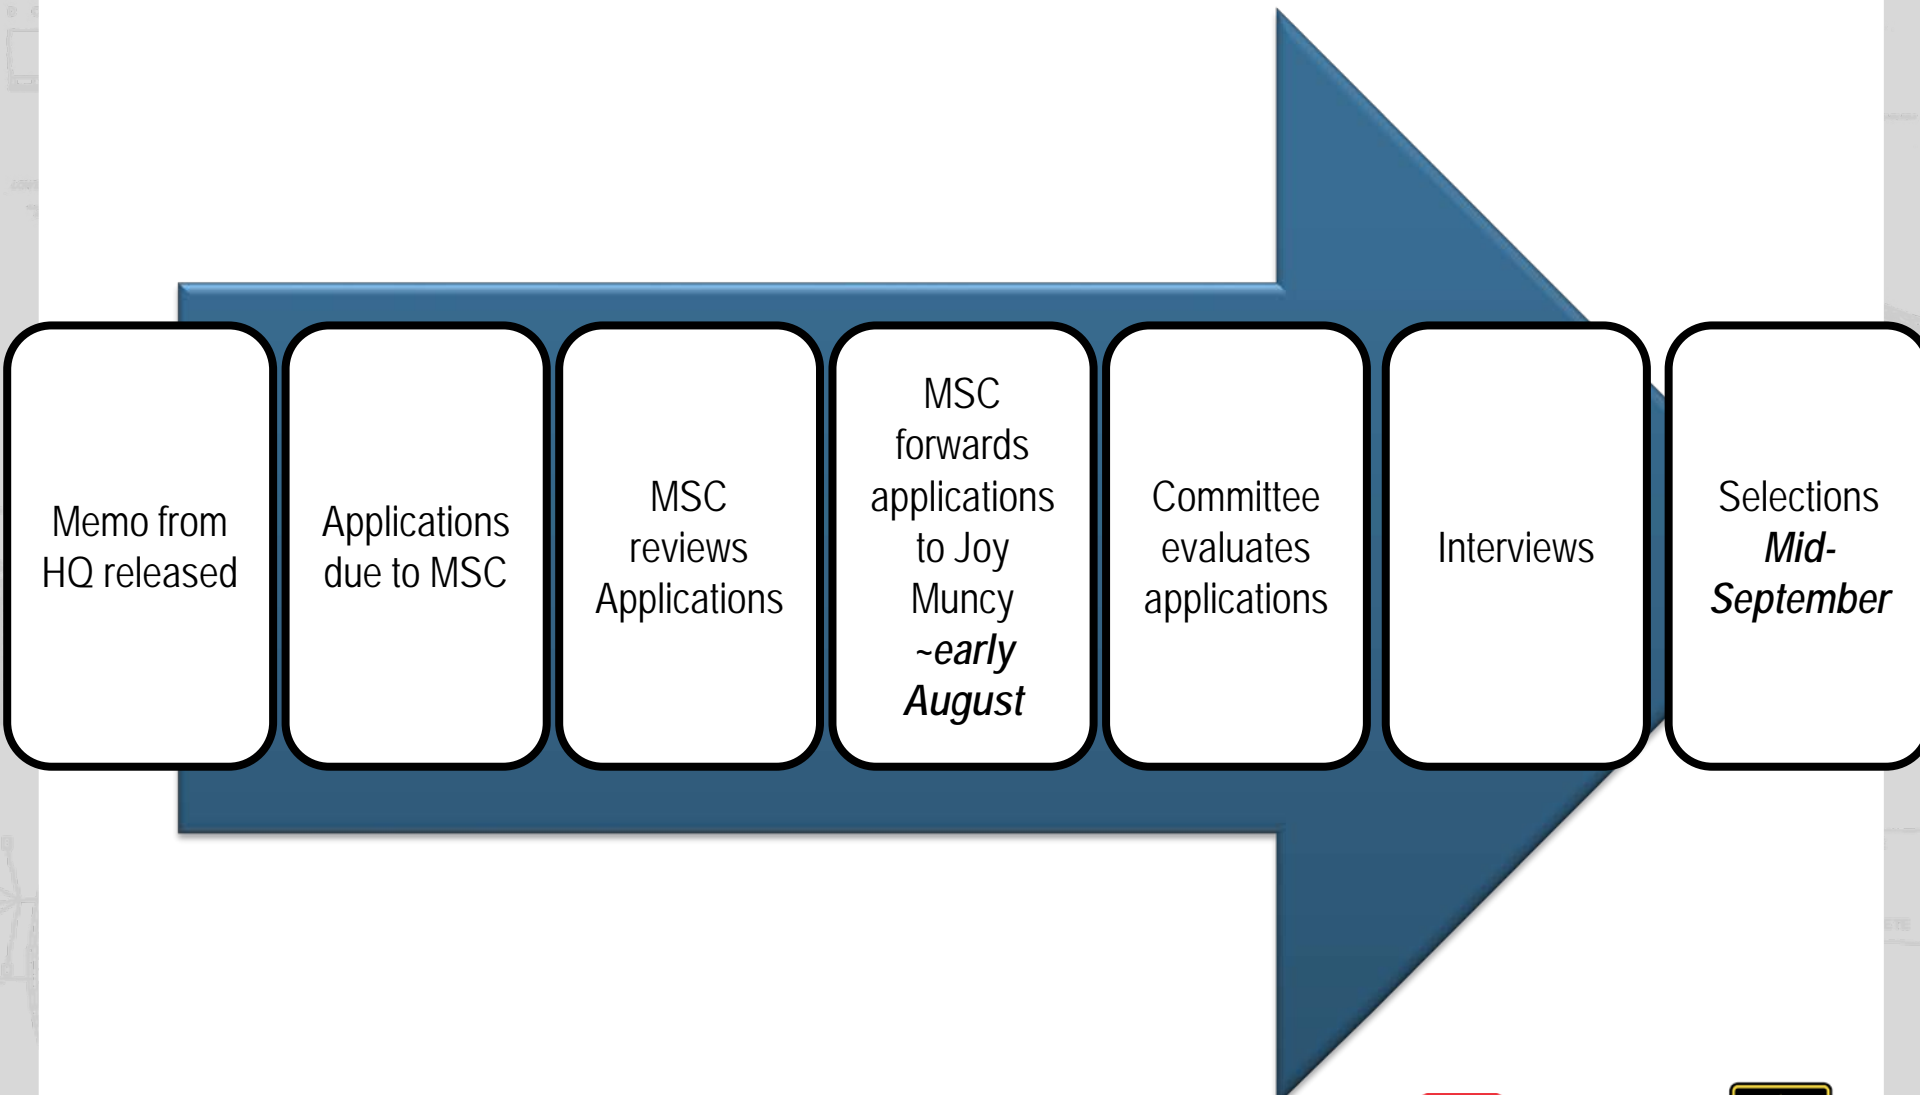 Memo from
HQ released
Applications
due to MSC
MSC
reviews
Applications
MSC
forwards
applications
to Joy
Muncy
~early
August
Committee
evaluates
applications
Interviews
Selections
Mid-
September